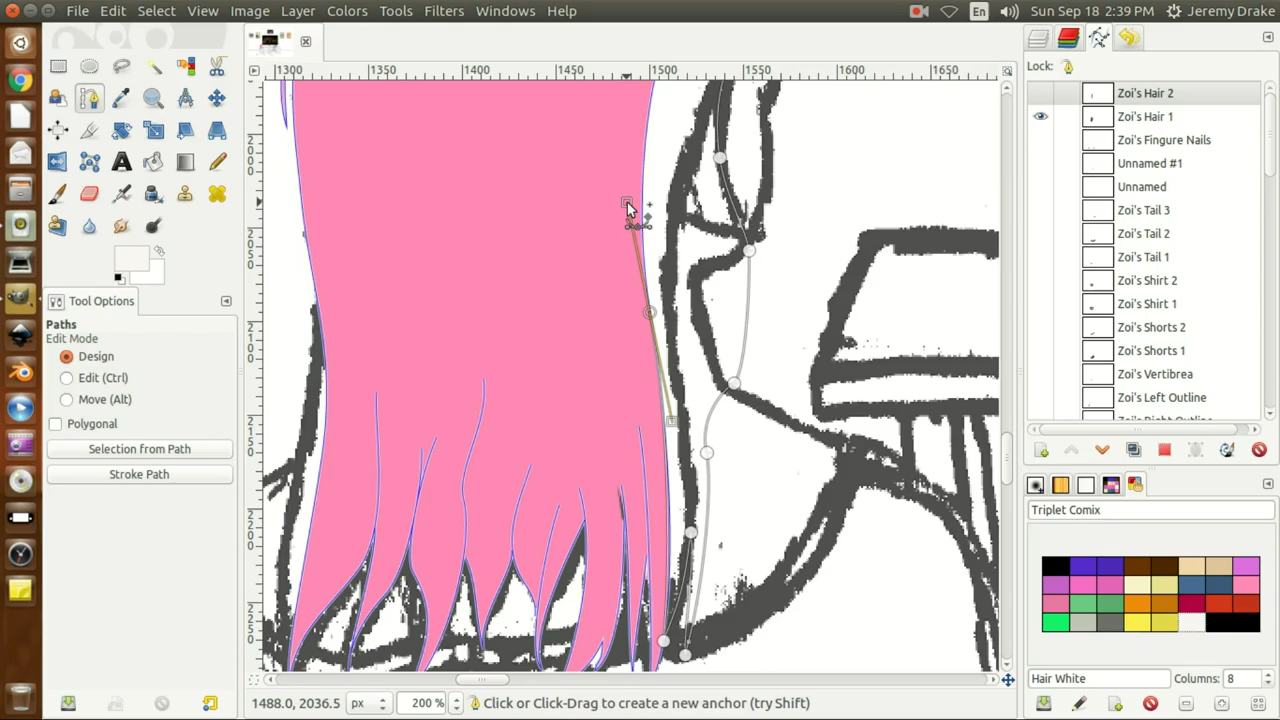 File Edit Select View Image Layer Colors Tools Filters Windows Help En Sun Sep 18 2:39 PM Jeremy Drake
1300 1350 1400 1450 1500 1550 1600 1650
Lock:
Zoi's Hair 2
Zoi's Hair 1
Zoi's Fingure Nails
Unnamed #1
Unnamed
Zoi's Tail 3
Zoi's Tail 2
Zoi's Tail 1
Zoi's Shirt 2
Zoi's Shirt 1
Zoi's Shorts 2
Zoi's Shorts 1
Zoi's Vertibrea
Zoi's Left Outline
Tool Options
Paths
Edit Mode
Design
Edit (Ctrl)
Move (Alt)
Polygonal
Selection from Path
Stroke Path
Triplet Comix
Hair White Columns: 8
1488.0, 2036.5 px 200 % Click or Click-Drag to create a new anchor (try Shift)